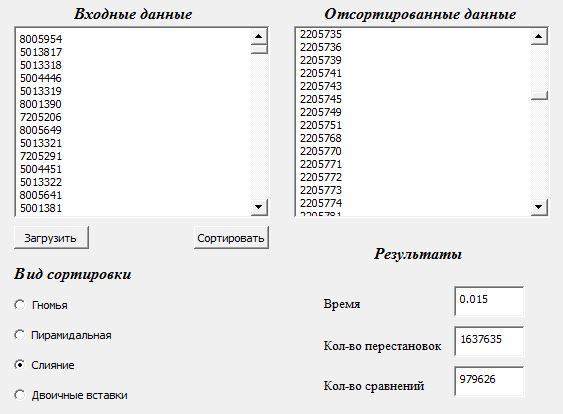 Входные данные
8005954
5013817
5013318
5004446
5013319
8001390
7205206
8005649
5013321
7205291
5004451
5013322
8005641
5001381
Загрузить
Сортировать
Вид сортировки
Гномья
Пирамидальная
Слияние
Двоичные вставки
Отсортированные данные
2205735
2205736
2205739
2205741
2205743
2205745
2205749
2205751
2205768
2205770
2205771
2205772
2205773
2205774
2205781
Результаты
Время
0.015
Кол-во перестановок
1637635
Кол-во сравнений
979626